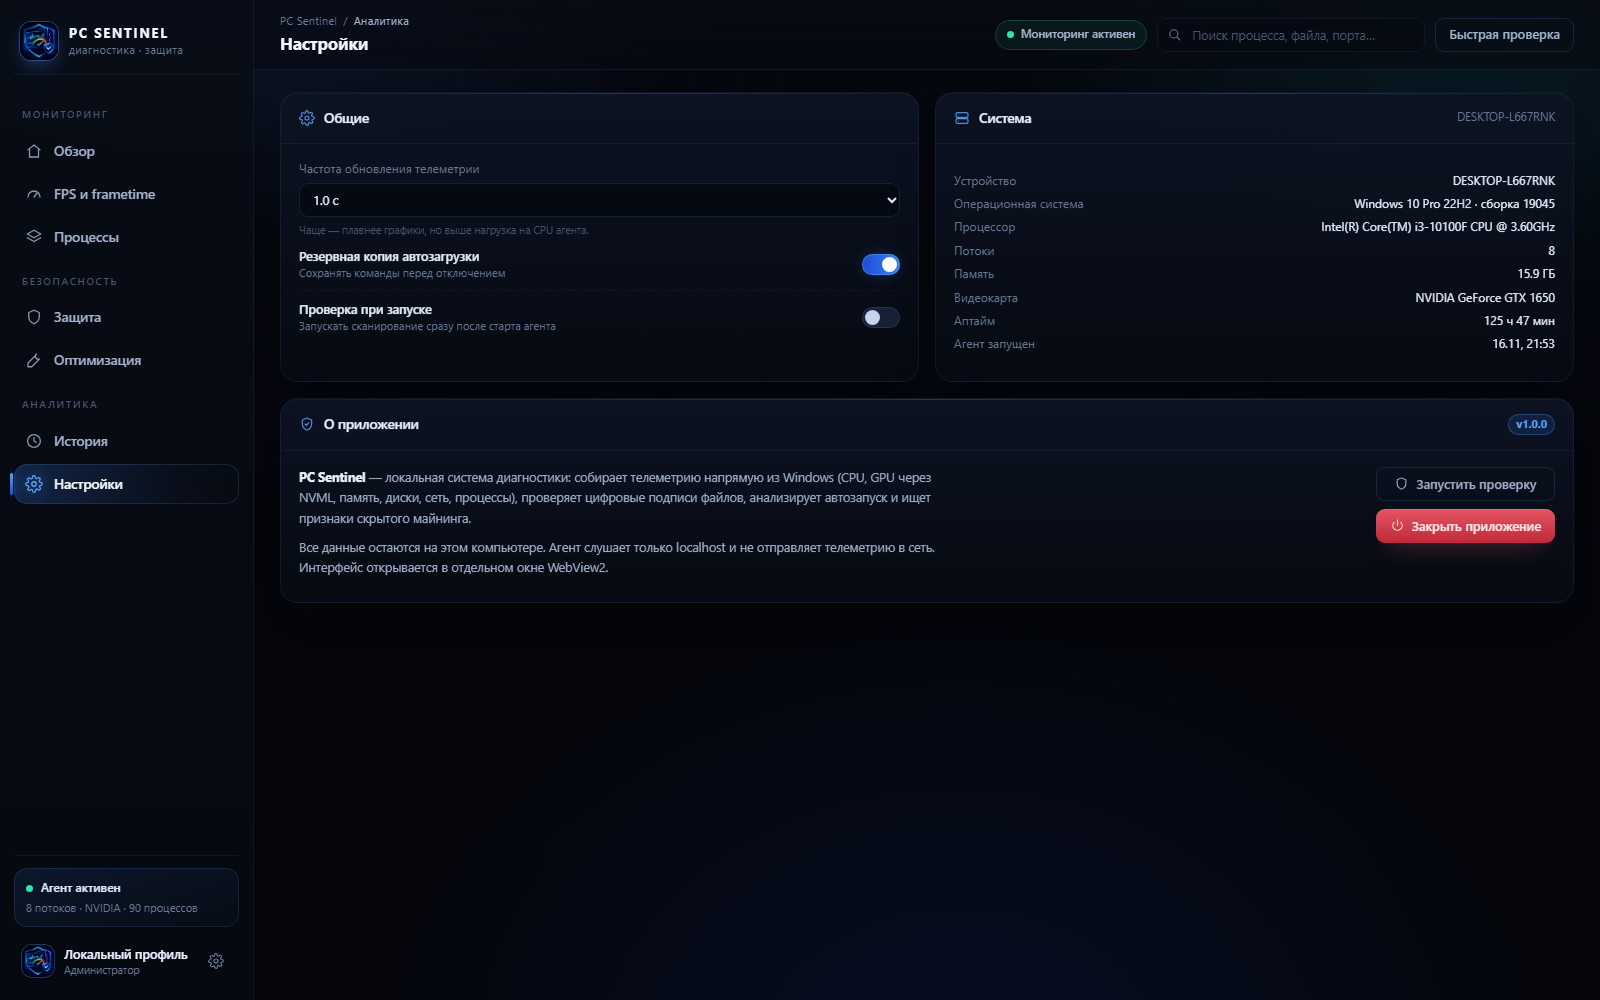 PC SENTINEL
диагностика · защита
МОНИТОРИНГ
Обзор
FPS и frametime
Процессы
БЕЗОПАСНОСТЬ
Защита
Оптимизация
АНАЛИТИКА
История
Настройки
Агент активен
8 потоков · NVIDIA · 90 процессов
Локальный профиль
Администратор
PC Sentinel / Аналитика
Настройки
Мониторинг активен
Поиск процесса, файла, порта...
Быстрая проверка
Общие
Частота обновления телеметрии
1.0 с
Чаще — плавнее графики, но выше нагрузка на CPU агента.
Резервная копия автозагрузки
Сохранять команды перед отключением
Проверка при запуске
Запускать сканирование сразу после старта агента
Система
DESKTOP-L667RNK
Устройство DESKTOP-L667RNK
Операционная система Windows 10 Pro 22H2 · сборка 19045
Процессор Intel(R) Core(TM) i3-10100F CPU @ 3.60GHz
Потоки 8
Память 15.9 ГБ
Видеокарта NVIDIA GeForce GTX 1650
Аптайм 125 ч 47 мин
Агент запущен 16.11, 21:53
О приложении
v1.0.0
PC Sentinel — локальная система диагностики: собирает телеметрию напрямую из Windows (CPU, GPU через
NVML, память, диски, сеть, процессы), проверяет цифровые подписи файлов, анализирует автозапуск и ищет
признаки скрытого майнинга.
Все данные остаются на этом компьютере. Агент слушает только localhost и не отправляет телеметрию в сеть.
Интерфейс открывается в отдельном окне WebView2.
Запустить проверку
Закрыть приложение